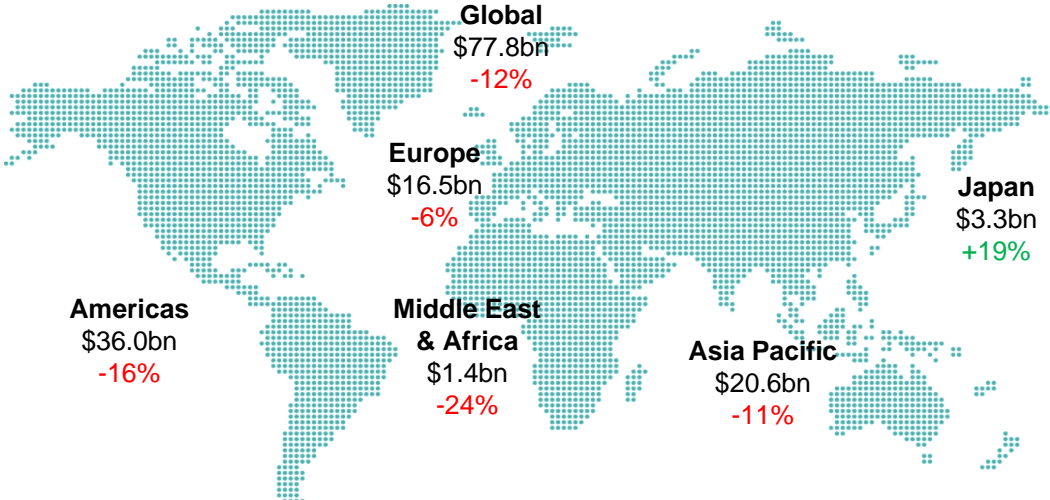 Global
$77.8bn
-12%
Europe
$16.5bn
-6%
Japan
$3.3bn
+19%
Americas
$36.0bn
-16%
Middle East
& Africa
$1.4bn
-24%
Asia Pacific
$20.6bn
-11%